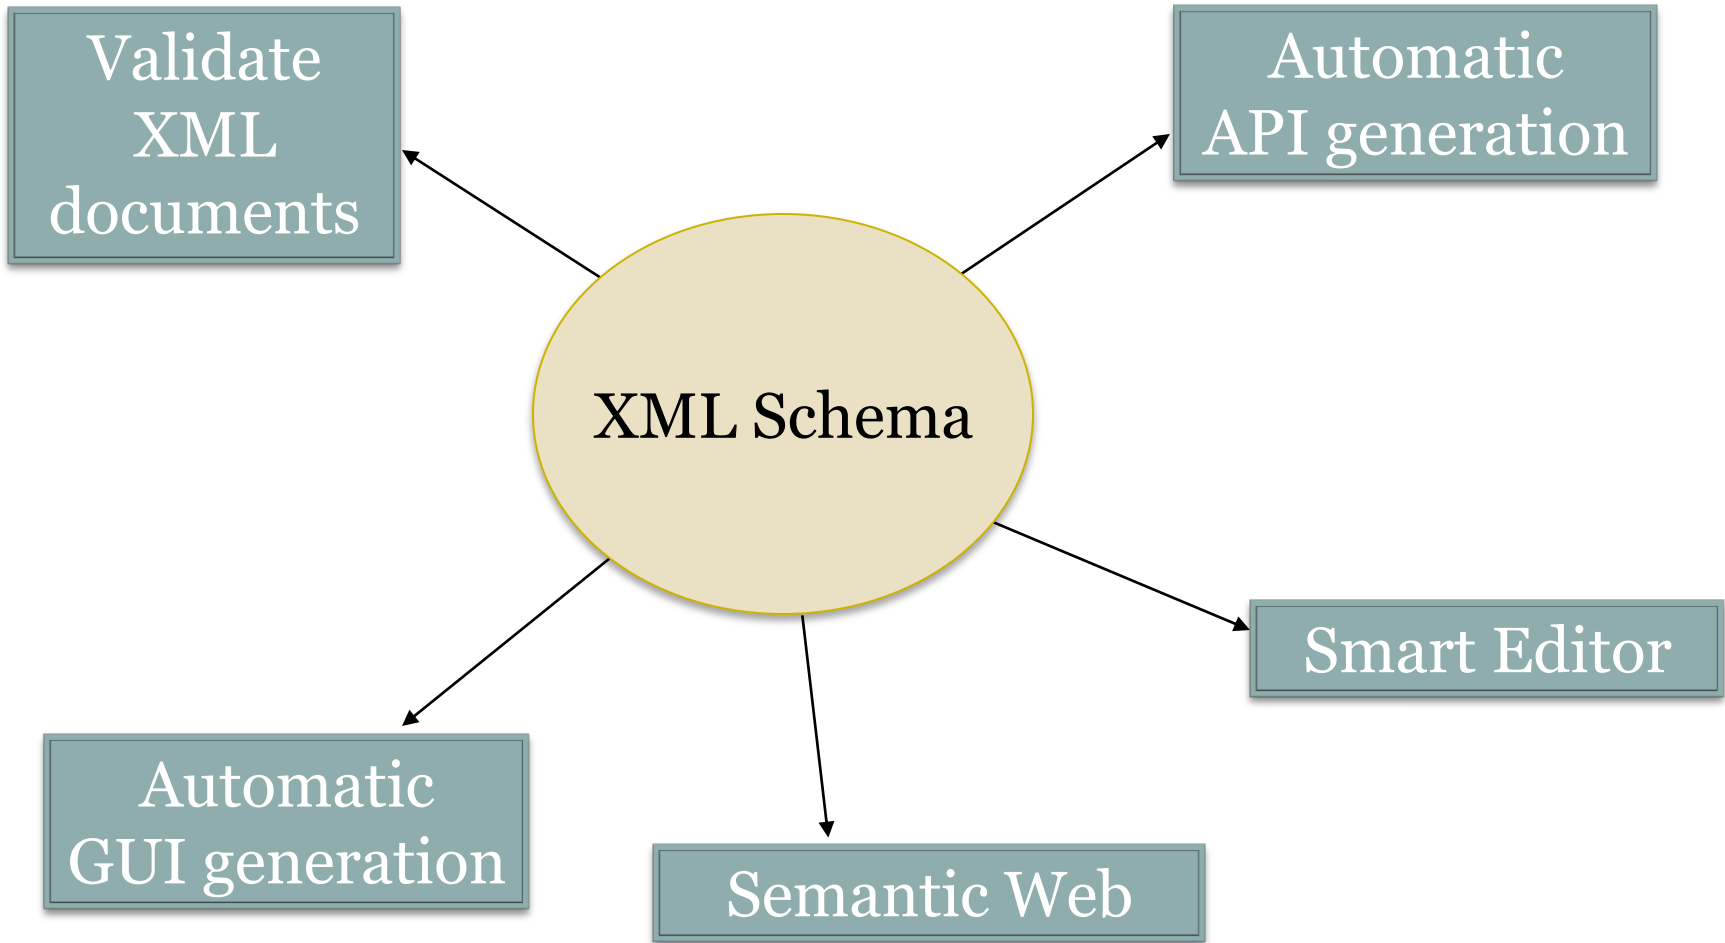 Validate
XML
documents
Automatic
API generation
XML Schema
Smart Editor
Automatic
GUI generation
Semantic Web